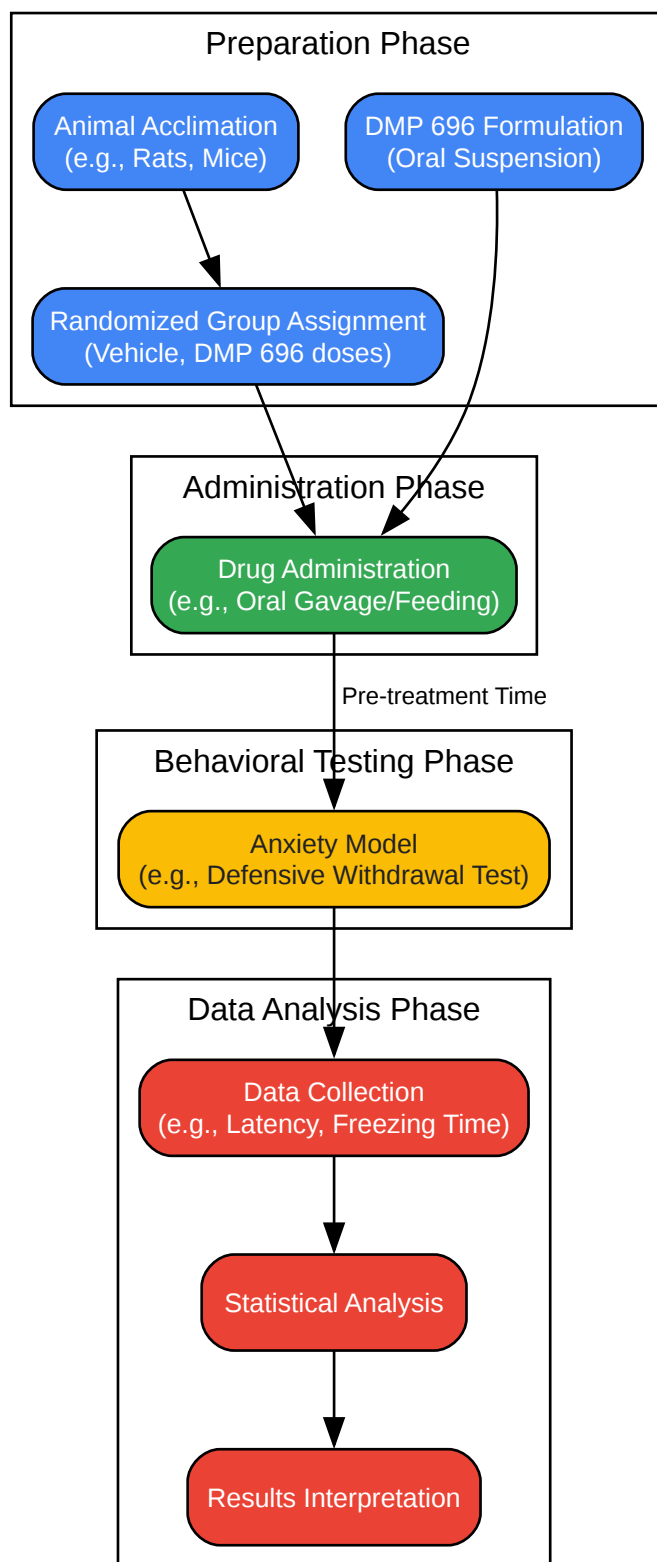 Preparation Phase
Animal Acclimation
(e.g., Rats, Mice)
DMP 696 Formulation
(Oral Suspension)
Randomized Group Assignment
(Vehicle, DMP 696 doses)
Administration Phase
Drug Administration
(e.g., Oral Gavage/Feeding)
Pre-treatment Time
Behavioral Testing Phase
Anxiety Model
(e.g., Defensive Withdrawal Test)
Data Analysis Phase
Data Collection
(e.g., Latency, Freezing Time)
Statistical Analysis
Results Interpretation